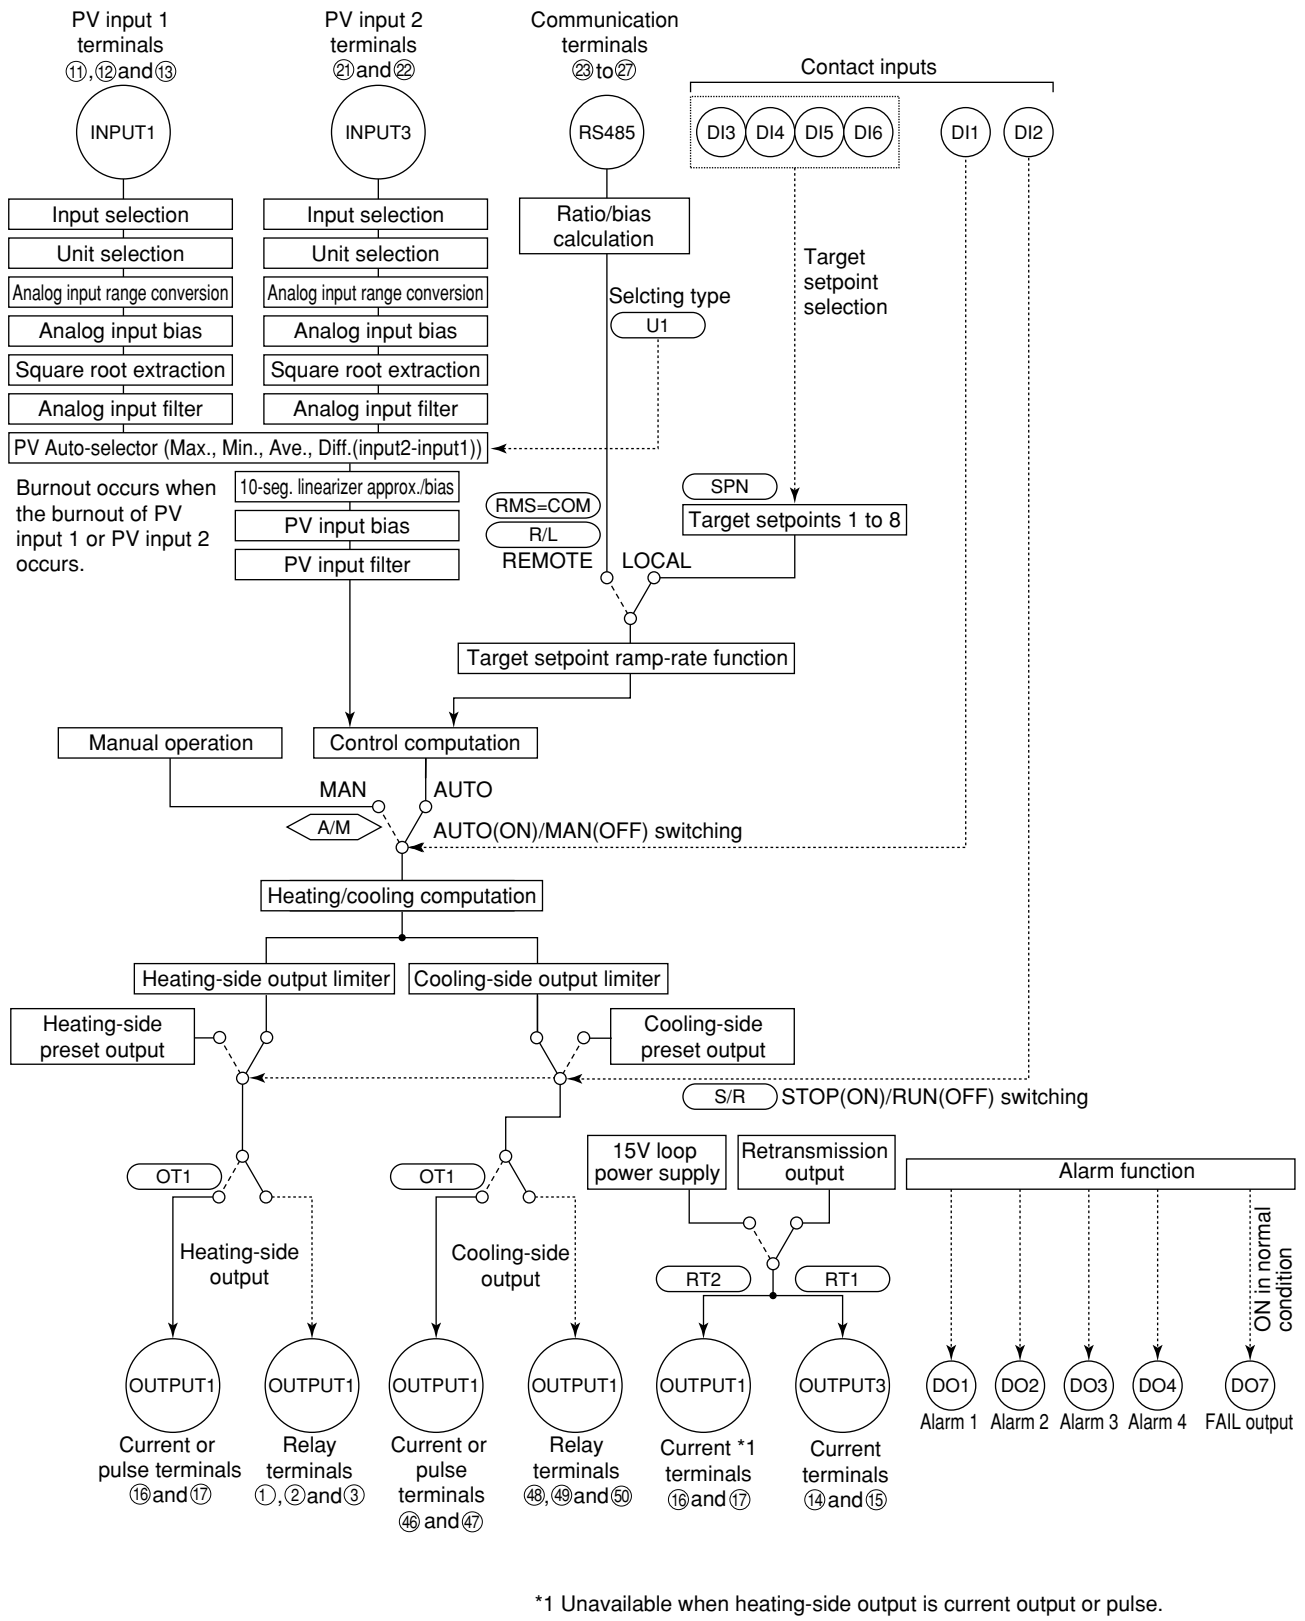 PV input 1
terminals
⑪,⑫and⑬
PV input 2
terminals
㉑and㉒
Communication
terminals
㉓to㉗
Contact inputs
INPUT1
INPUT3
RS485
DI3
DI4
DI5
DI6
DI1
DI2
Input selection
Unit selection
Analog input range conversion
Analog input bias
Square root extraction
Analog input filter
Input selection
Unit selection
Analog input range conversion
Analog input bias
Square root extraction
Analog input filter
Ratio/bias
calculation
Target
setpoint
selection
Selcting type
U1
PV Auto-selector (Max., Min., Ave., Diff.(input2-input1))
Burnout occurs when
the burnout of PV
input 1 or PV input 2
occurs.
10-seg. linearizer approx./bias
PV input bias
PV input filter
RMS=COM
R/L
REMOTE
LOCAL
SPN
Target setpoints 1 to 8
Target setpoint ramp-rate function
Manual operation
Control computation
MAN
AUTO
A/M
AUTO(ON)/MAN(OFF) switching
Heating/cooling computation
Heating-side output limiter
Cooling-side output limiter
Heating-side
preset output
Cooling-side
preset output
S/R
STOP(ON)/RUN(OFF) switching
OT1
OT1
15V loop
power supply
Retransmission
output
Alarm function
Heating-side
output
Cooling-side
output
RT2
RT1
ON in normal
condition
OUTPUT1
OUTPUT1
OUTPUT1
OUTPUT1
OUTPUT1
OUTPUT3
DO1
DO2
DO3
DO4
DO7
Alarm 1
Alarm 2
Alarm 3
Alarm 4
FAIL output
Current or
pulse terminals
⑯and⑰
Relay
terminals
①,②and③
Current or
pulse
terminals
㊻and㊼
Relay
terminals
㊽,㊾and㊿
Current *1
terminals
⑯and⑰
Current
terminals
⑭and⑮
*1 Unavailable when heating-side output is current output or pulse.